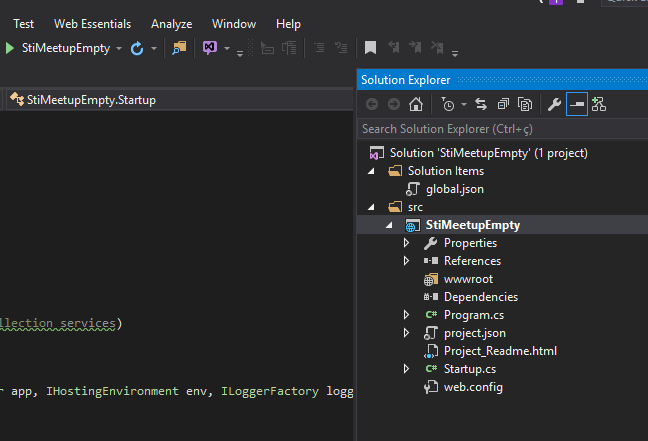 Test Web Essentials Analyze Window Help
StiMeetupEmpty
Solution Explorer
StiMeetupEmpty.Startup
Search Solution Explorer (Ctrl+ç)
Solution 'StiMeetupEmpty' (1 project)
Solution Items
global.json
src
StiMeetupEmpty
Properties
References
wwwroot
Dependencies
Program.cs
llection services)
project.json
Project_Readme.html
Startup.cs
r app, IHostingEnvironment env, ILoggerFactory logg
web.config